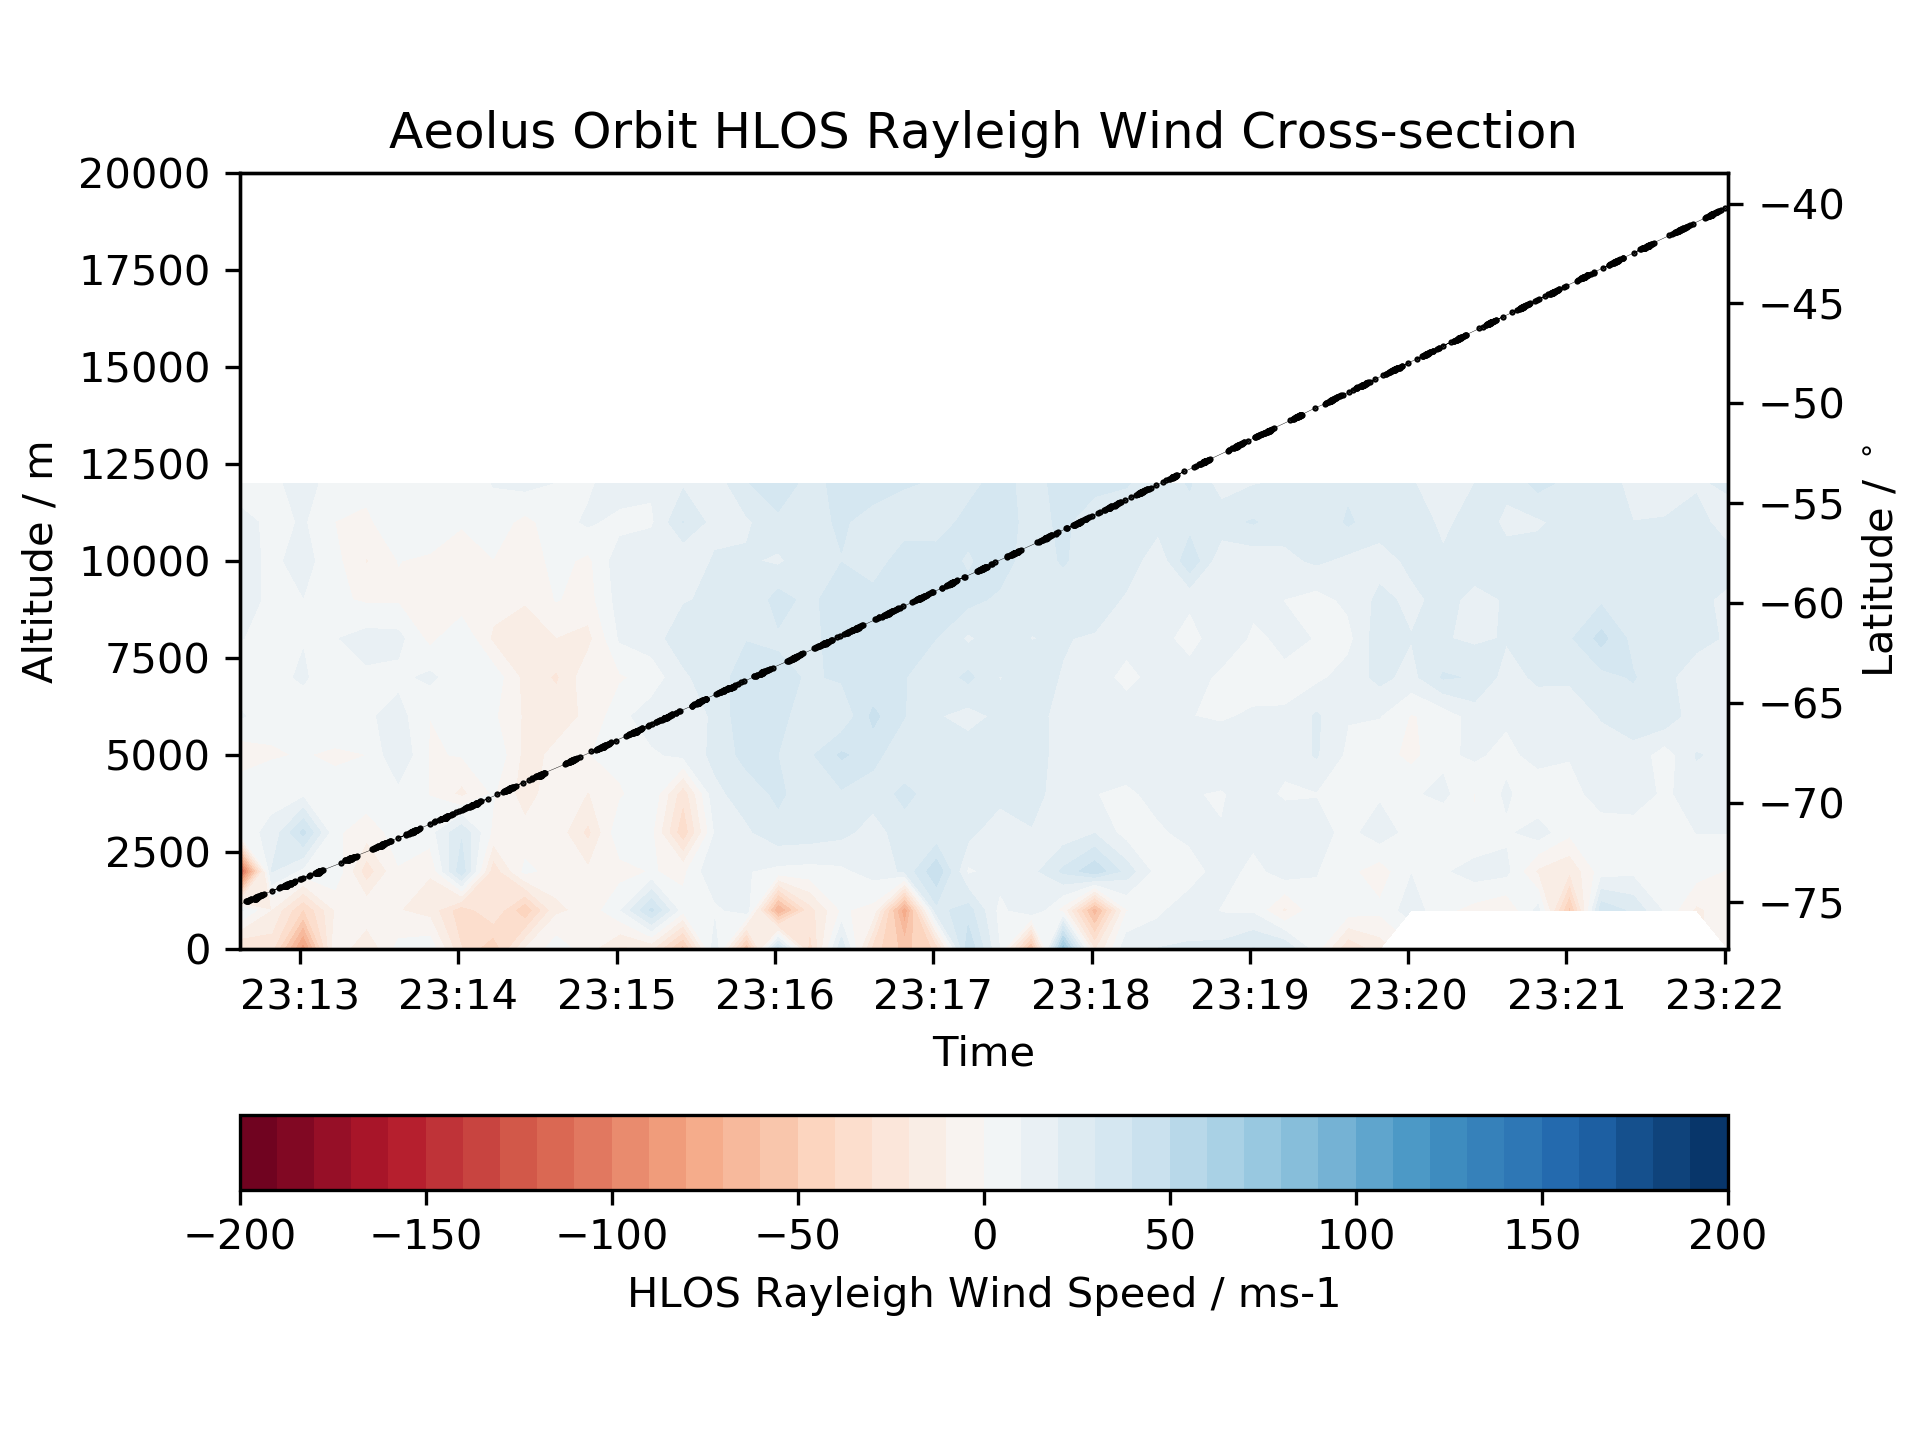 Aeolus Orbit HLOS Rayleigh Wind Cross-section
20000
17500
15000
12500
10000
7500
5000
2500
0
Altitude / m
−40
−45
−50
−55
−60
−65
−70
−75
Latitude / °
23:13 23:14 23:15 23:16 23:17 23:18 23:19 23:20 23:21 23:22
Time
−200 −150 −100 −50 0 50 100 150 200
HLOS Rayleigh Wind Speed / ms-1